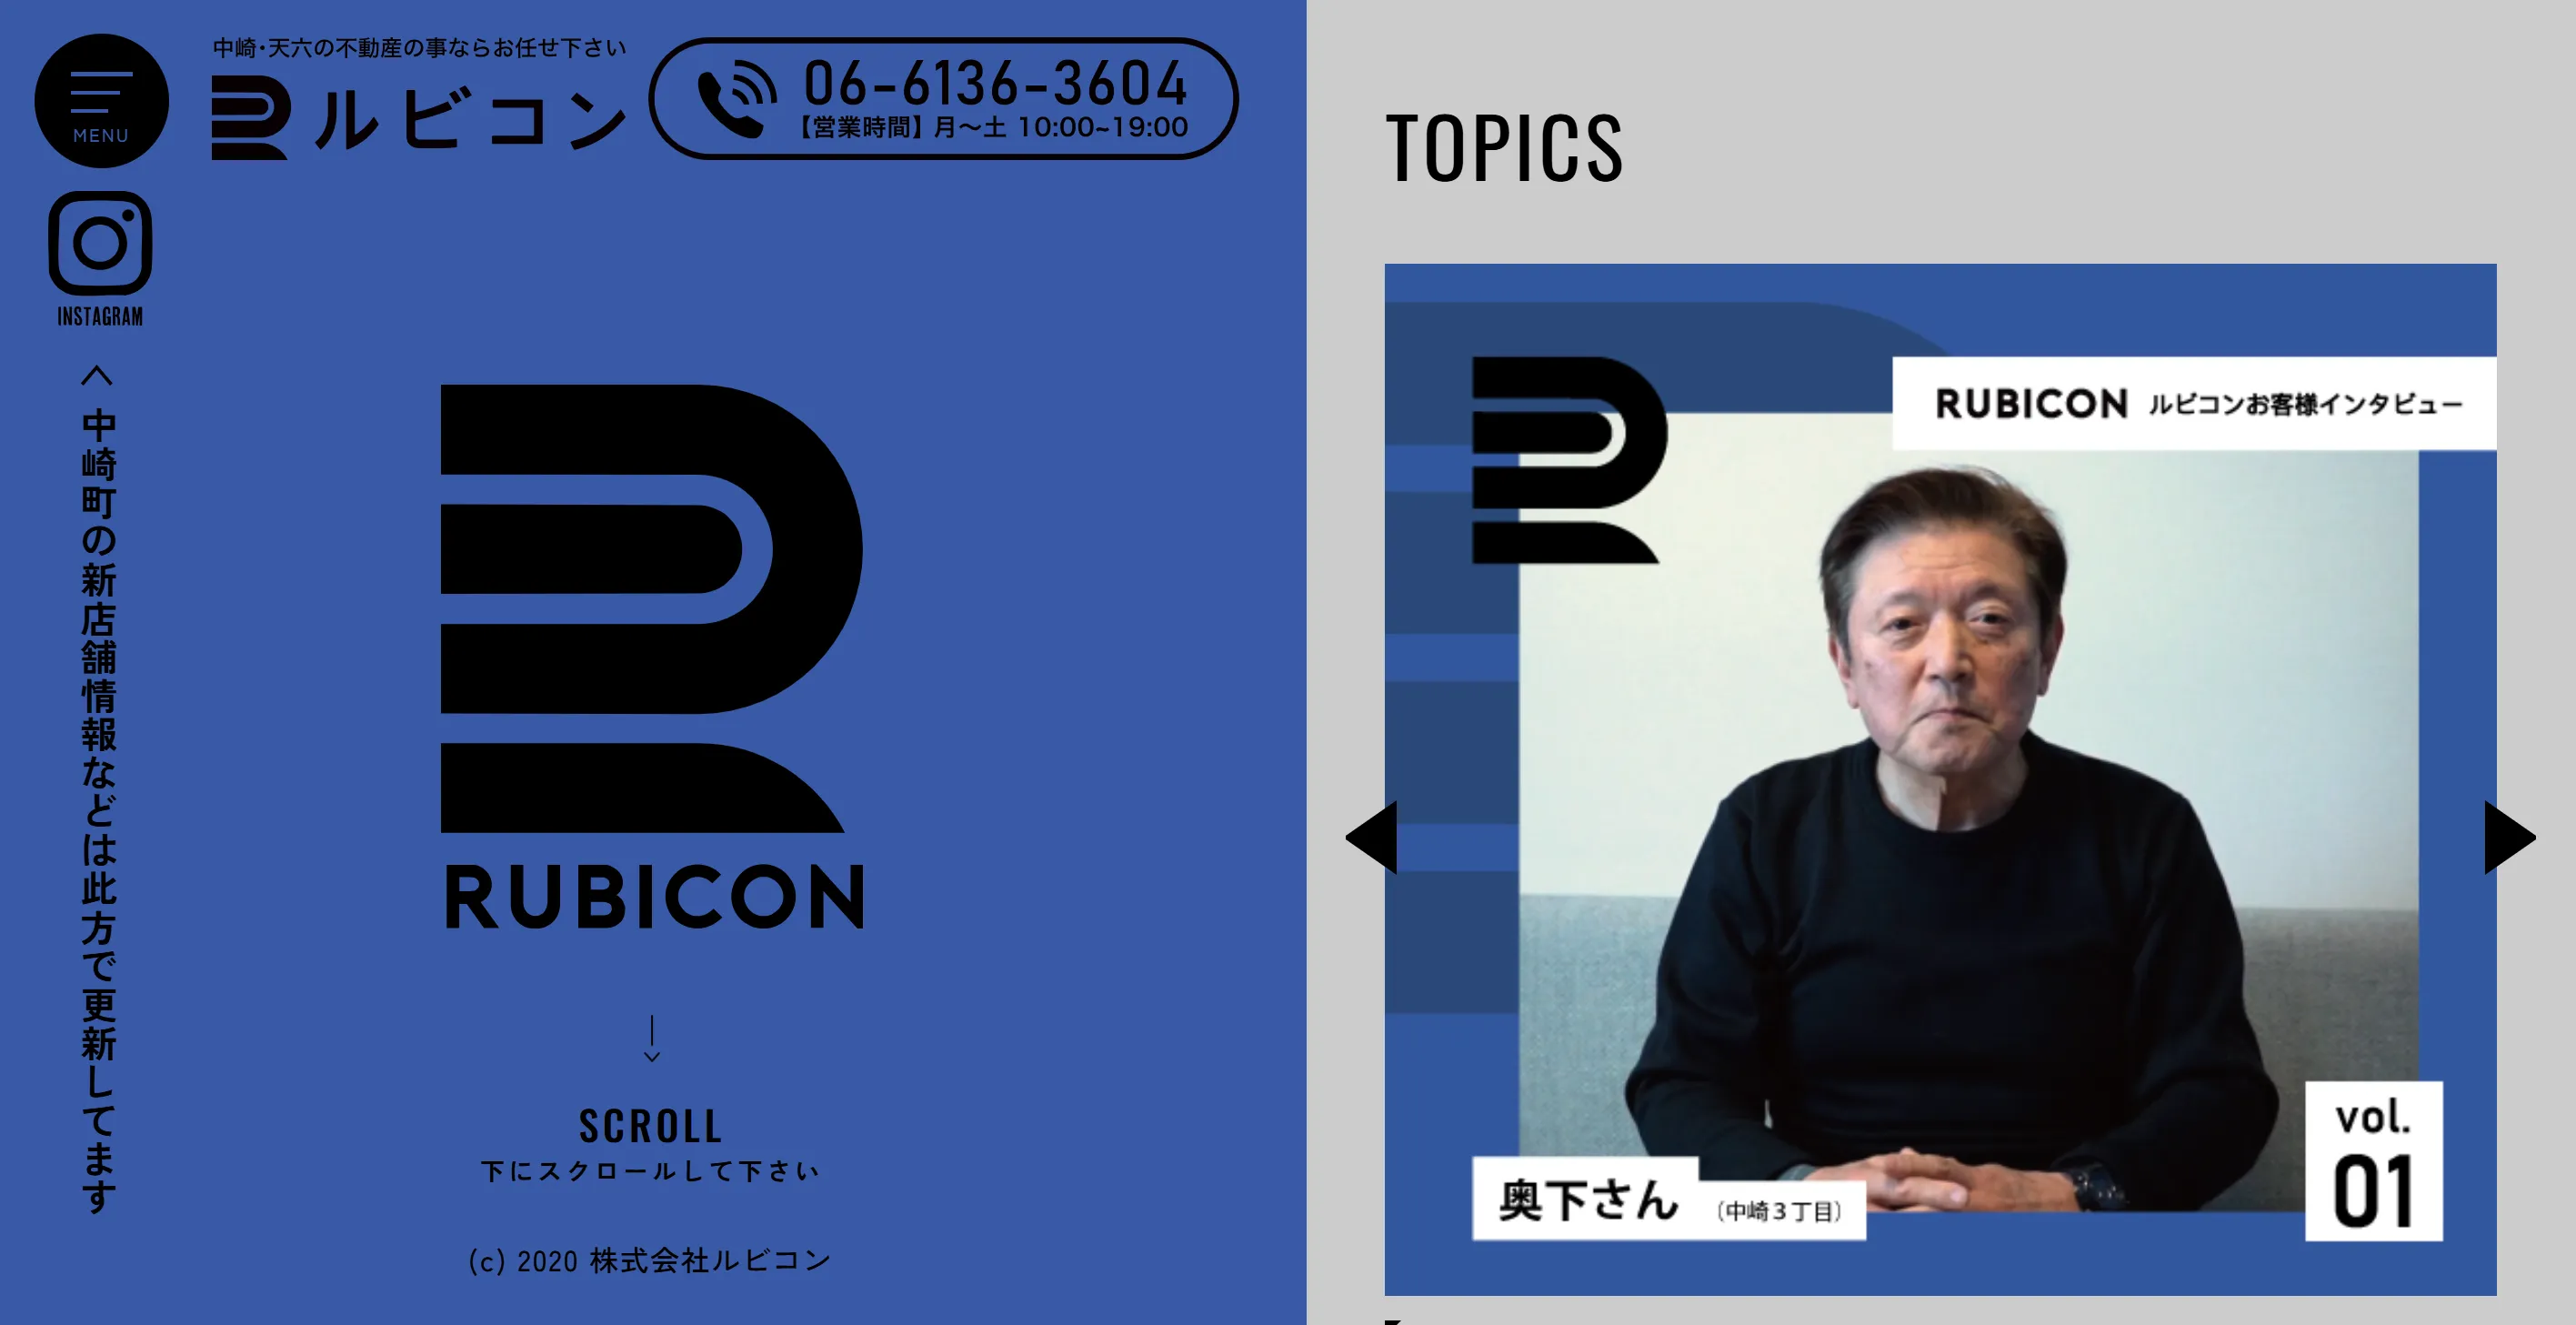 MENU
中崎・天六の不動産の事ならお任せ下さい
ルビコン
06-6136-3604
【営業時間】月〜土 10:00~19:00
INSTAGRAM
へ中崎町の新店舗情報などは此方で更新してます
RUBICON
SCROLL
下にスクロールして下さい
(c) 2020 株式会社ルビコン
TOPICS
RUBICON ルビコンお客様インタビュー
奥下さん（中崎３丁目）
vol.
01